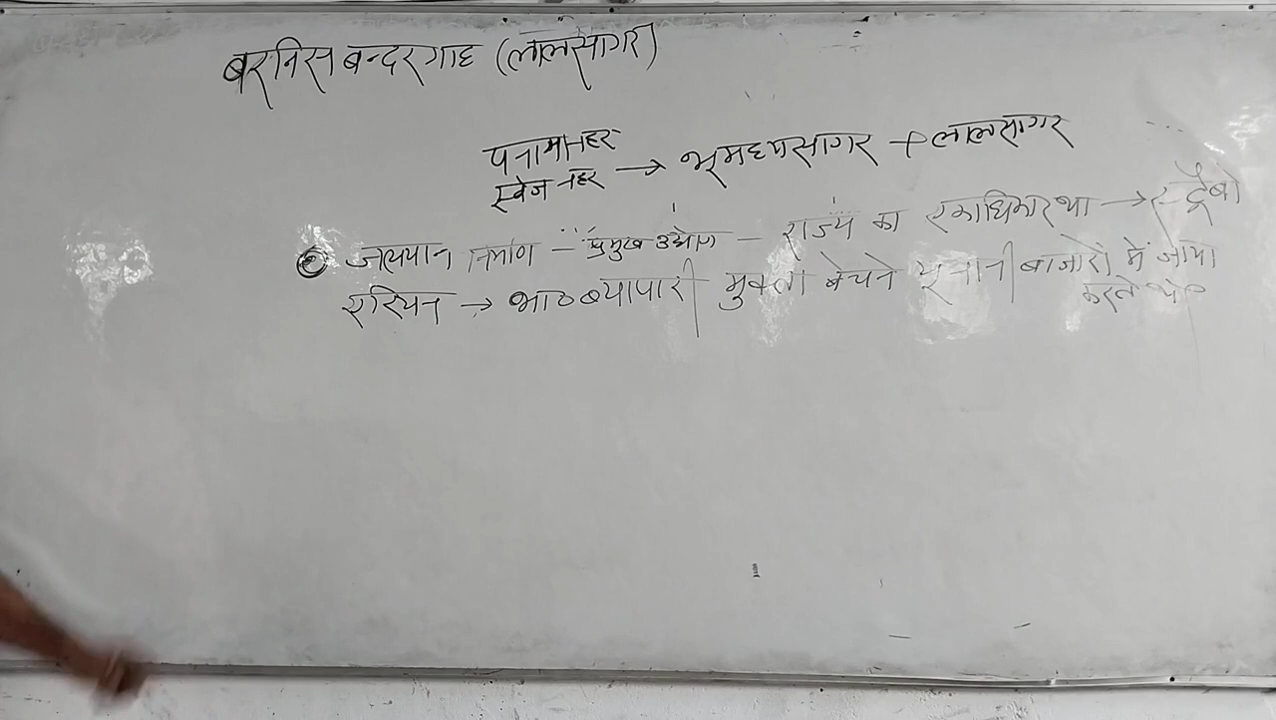 बरनिस बन्दरगाह (लालसागर)
पनामा नहर
स्वेज नहर → भूमध्यसागर + लालसागर
जलयान निर्माण - प्रमुख उद्योग - राज्य का एकाधिकार था → स्ट्रैबो
एरियन → भा० व्यापारी मुक्ता बेचने यूनानी बाजारों में जाया
करते थे०